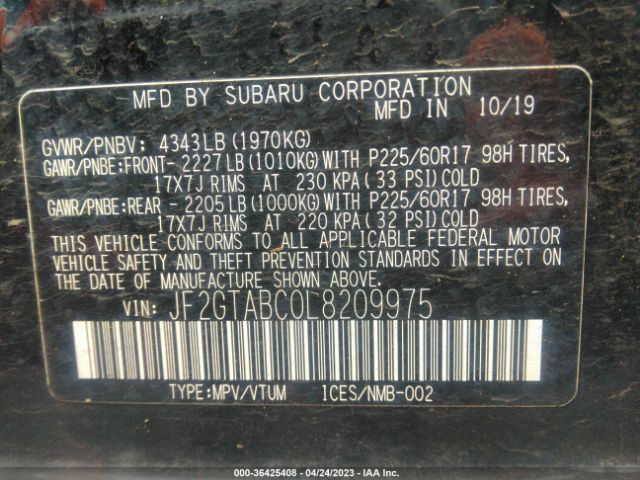 MFD BY SUBARU CORPORATION
MFD IN 10/19
GVWR/PNBV: 4343LB (1970KG)
GAWR/PNBE:FRONT-2227LB (1010KG) WITH P225/60R17 98H TIRES,
17X7J RIMS AT 230 KPA (33 PSI) COLD
GAWR/PNBE:REAR -2205 LB (1000KG) WITH P225/60R17 98H TIRES,
17X7J RIMS AT 220 KPA (32 PSI) COLD
THIS VEHICLE CONFORMS TO ALL APPLICABLE FEDERAL MOTOR
VEHICLE SAFETY AND THEFT PREVENTION STANDARDS IN EFFECT ON
THE DATE OF MANUFACTURE SHOWN ABOVE.
VIN: JF2GTABC0L8209975
TYPE:MPV/VTUM ICES/NMB-002
000-36425408 - 04/24/2023 - IAA Inc.